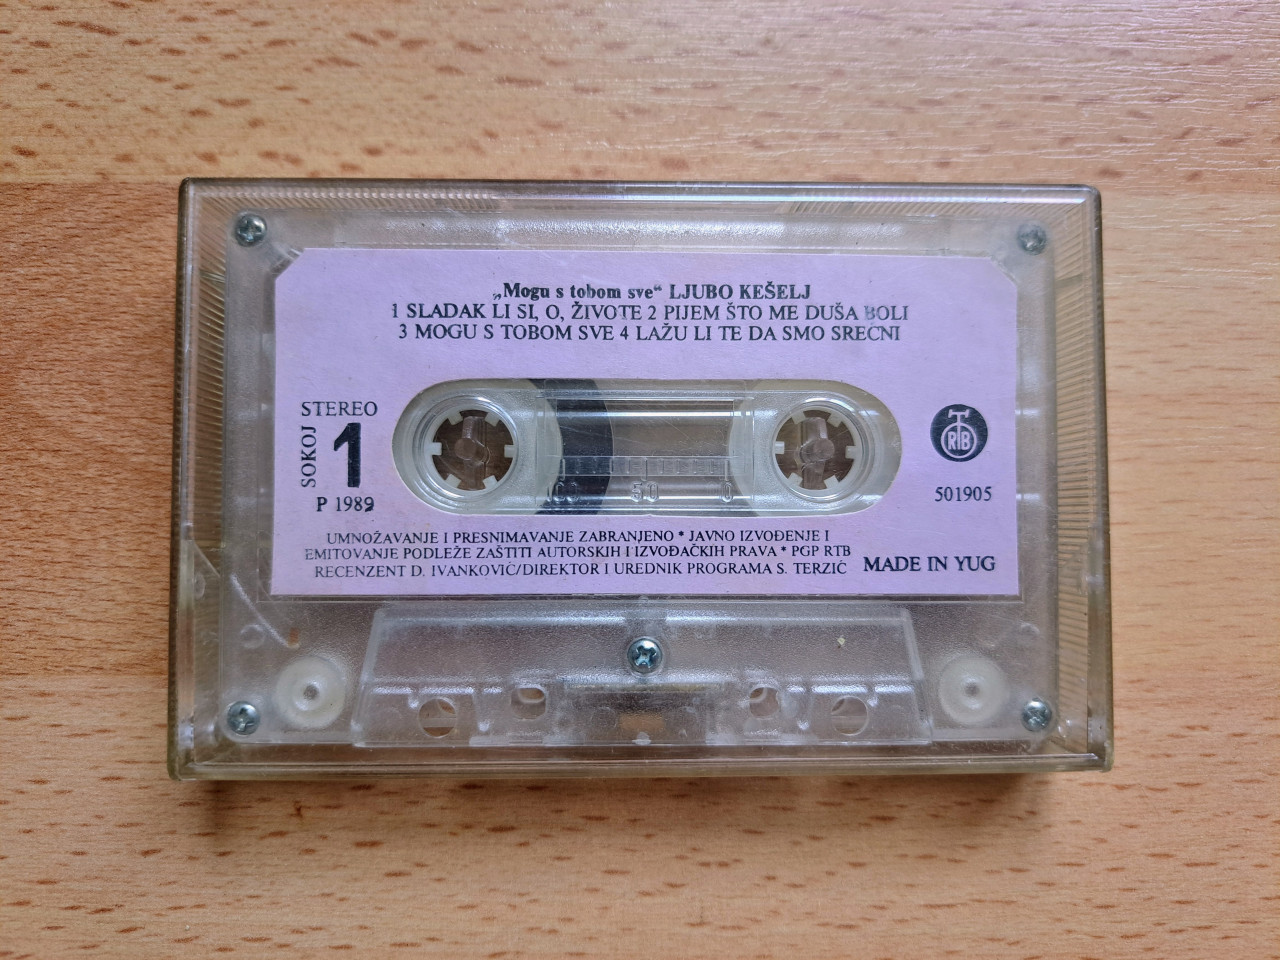 „Mogu s tobom sve“ LJUBO KEŠELJ
1 SLADAK LI SI, O, ŽIVOTE 2 PIJEM ŠTO ME DUŠA BOLI
3 MOGU S TOBOM SVE 4 LAŽU LI TE DA SMO SREĆNI
STEREO
SOKOJ
1
P 1989
RTB
501905
100 50 0
UMNOŽAVANJE I PRESNIMAVANJE ZABRANJENO * JAVNO IZVOĐENJE I
EMITOVANJE PODLEŽE ZAŠTITI AUTORSKIH I IZVOĐAČKIH PRAVA * PGP RTB
RECENZENT D. IVANKOVIĆ/DIREKTOR I UREDNIK PROGRAMA S. TERZIĆ
MADE IN YUG